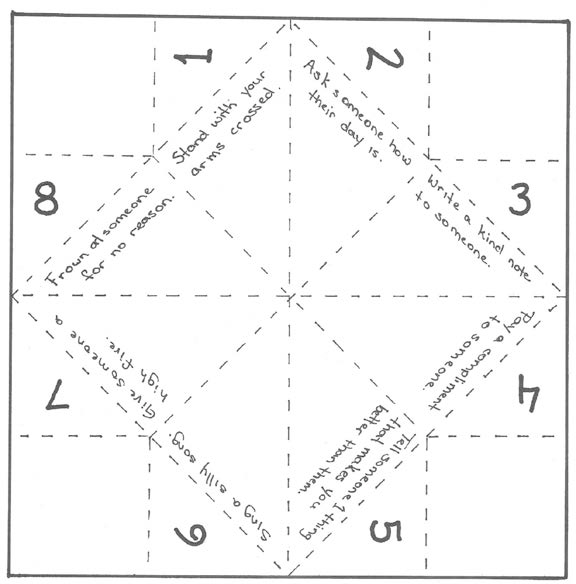 1
Stand with your
arms crossed
2
Ask someone how
their day is.
3
Write a kind note
to someone.
4
Pay a compliment
to someone.
5
Tell someone 1 thing
that makes you
better than them.
6
Sing a silly song.
7
Give someone a
high five.
8
Frown at someone
for no reason.